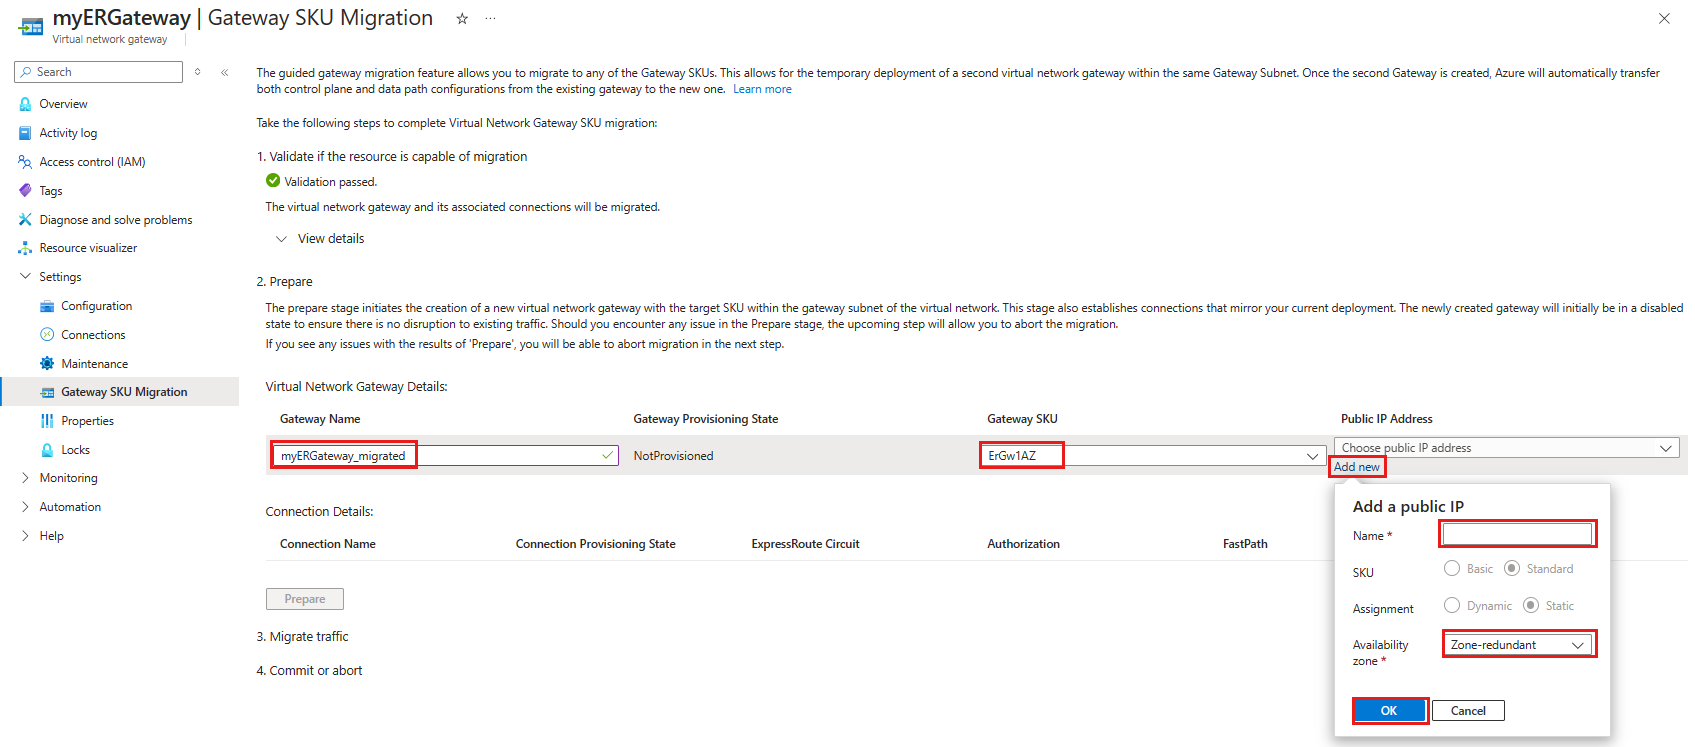 myERGateway | Gateway SKU Migration
Virtual network gateway
Search
Overview
Activity log
Access control (IAM)
Tags
Diagnose and solve problems
Resource visualizer
Settings
Configuration
Connections
Maintenance
Gateway SKU Migration
Properties
Locks
Monitoring
Automation
Help
The guided gateway migration feature allows you to migrate to any of the Gateway SKUs. This allows for the temporary deployment of a second virtual network gateway within the same Gateway Subnet. Once the second Gateway is created, Azure will automatically transfer
both control plane and data path configurations from the existing gateway to the new one. Learn more
Take the following steps to complete Virtual Network Gateway SKU migration:
1. Validate if the resource is capable of migration
Validation passed.
The virtual network gateway and its associated connections will be migrated.
View details
2. Prepare
The prepare stage initiates the creation of a new virtual network gateway with the target SKU within the gateway subnet of the virtual network. This stage also establishes connections that mirror your current deployment. The newly created gateway will initially be in a disabled
state to ensure there is no disruption to existing traffic. Should you encounter any issue in the Prepare stage, the upcoming step will allow you to abort the migration.
If you see any issues with the results of 'Prepare', you will be able to abort migration in the next step.
Virtual Network Gateway Details:
Gateway Name Gateway Provisioning State Gateway SKU Public IP Address
myERGateway_migrated NotProvisioned ErGw1AZ Choose public IP address
Add new
Connection Details:
Connection Name Connection Provisioning State ExpressRoute Circuit Authorization FastPath
Prepare
3. Migrate traffic
4. Commit or abort
Add a public IP
Name *
SKU Basic Standard
Assignment Dynamic Static
Availability Zone-redundant
zone *
OK Cancel